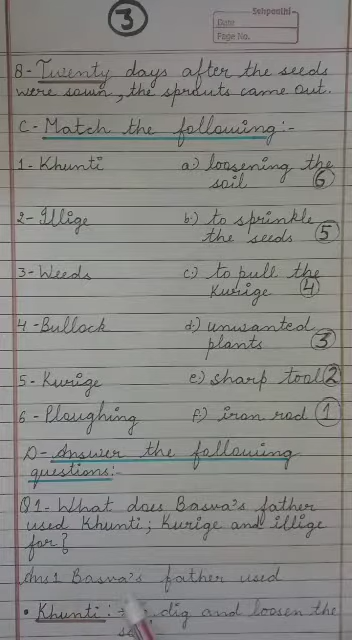 3
Sehpaathi
Date
Page No.
8- Twenty days after the seeds
were sown, the sprouts came out.
C- Match the following:-
1- Khunti a) loosening the
soil 6
2- Illige b) to sprinkle
the seeds 5
3- Weeds c) to pull the
Kurige 4
4- Bullock d) unwanted
plants 3
5- Kurige e) sharp tool 2
6- Ploughing f) iron rod 1
D- Answer the following
questions:-
Q1- What does Basva's father
used Khunti; Kurige and illige
for?
Ans1 Basva's father used
• Khunti: dig and loosen the